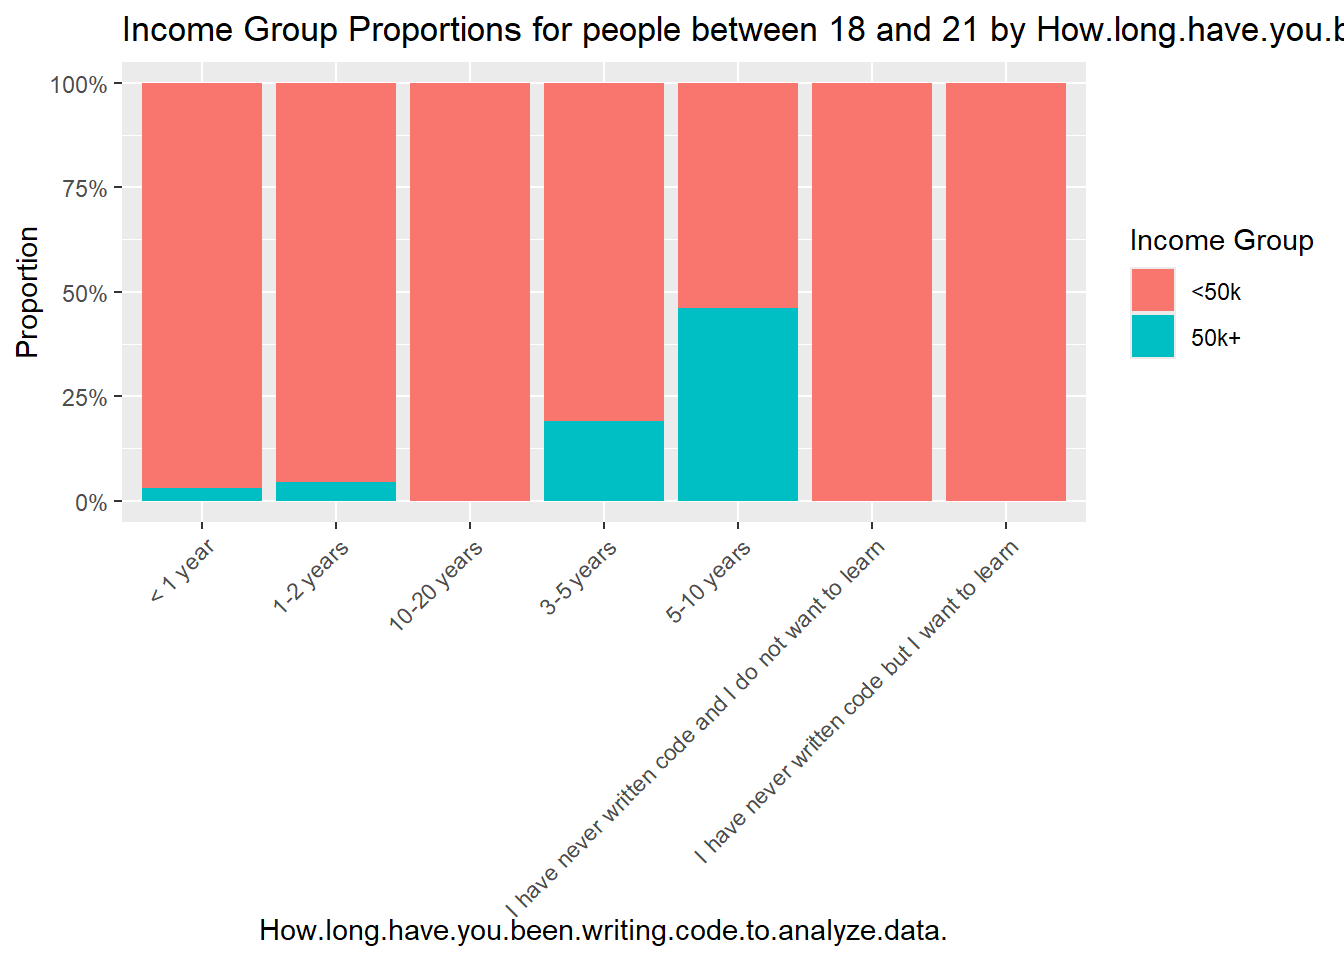 Income Group Proportions for people between 18 and 21 by How.long.have.you.b
100%
75%
50%
25%
0%
Proportion
Income Group
<50k
50k+
< 1 year
1-2 years
10-20 years
3-5 years
5-10 years
I have never written code and I do not want to learn
I have never written code but I want to learn
How.long.have.you.been.writing.code.to.analyze.data.